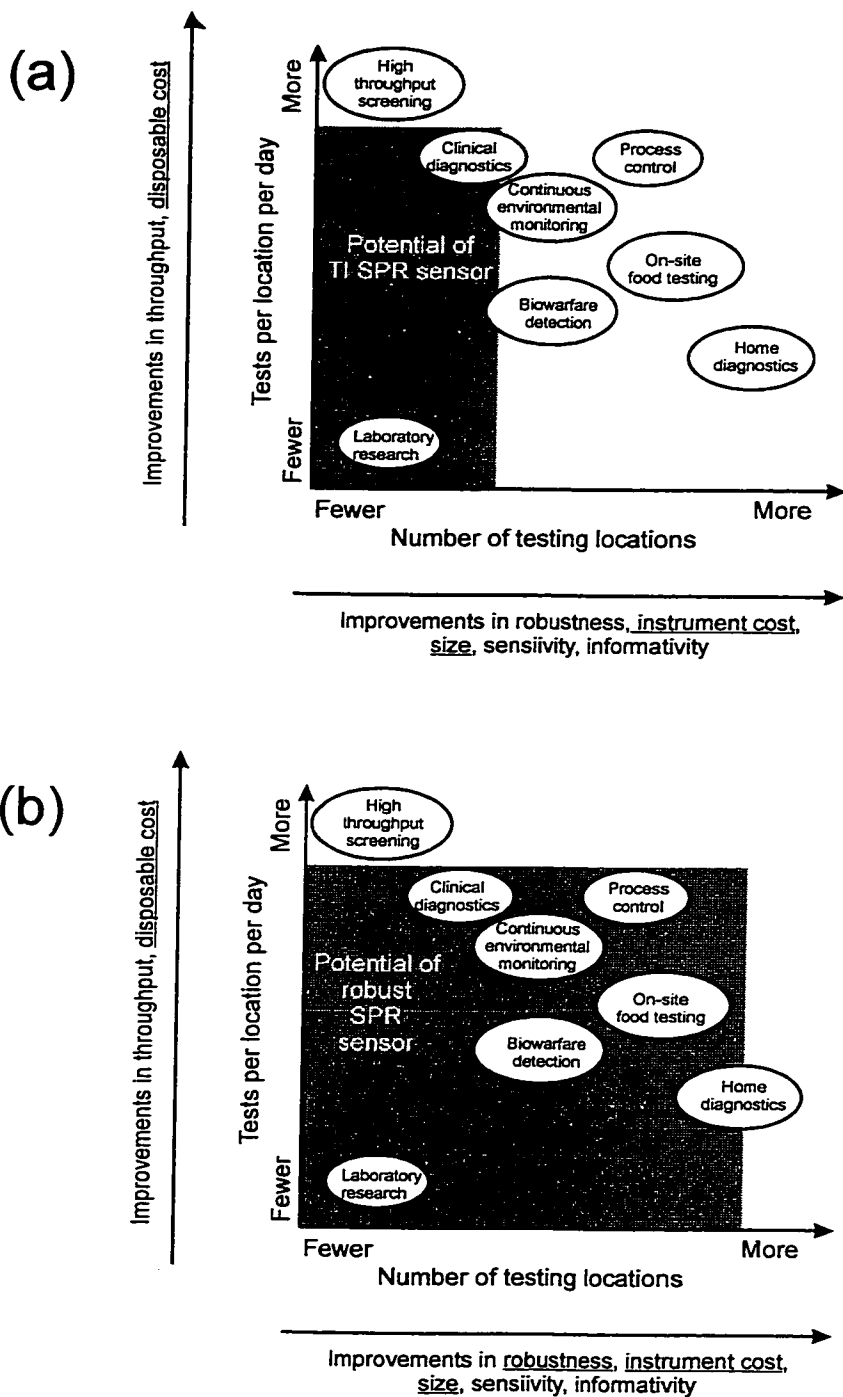 (a)
Improvements in throughput, disposable cost
Tests per location per day
More
Fewer
High
throughput
screening
Clinical
diagnostics
Process
control
Continuous
environmental
monitoring
Potential of
TI SPR sensor
On-site
food testing
Biowarfare
detection
Home
diagnostics
Laboratory
research
Fewer
More
Number of testing locations
Improvements in robustness, instrument cost,
size, sensiivity, informativity
(b)
Improvements in throughput, disposable cost
Tests per location per day
More
Fewer
High
throughput
screening
Clinical
diagnostics
Process
control
Continuous
environmental
monitoring
Potential of
robust
SPR
sensor
On-site
food testing
Biowarfare
detection
Home
diagnostics
Laboratory
research
Fewer
More
Number of testing locations
Improvements in robustness, instrument cost,
size, sensiivity, informativity